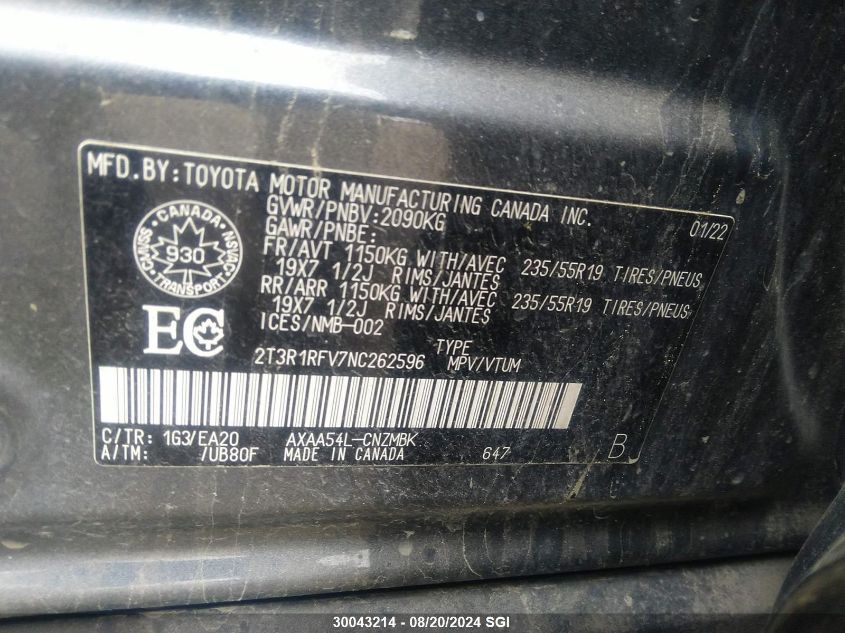 MFD.BY:TOYOTA MOTOR MANUFACTURING CANADA INC.
GVWR/PNBV:2090KG 01/22
GAWR/PNBE:
FR/AVT 1150KG WITH/AVEC 235/55R19 TIRES/PNEUS
19X7 1/2J RIMS/JANTES
RR/ARR 1150KG WITH/AVEC 235/55R19 TIRES/PNEUS
19X7 1/2J RIMS/JANTES
ICES/NMB-002
CANADA
CMVSS 930 NSVAC
TRANSPORT
EC
2T3R1RFV7NC262596 TYPE
MPV/VTUM
C/TR: 1G3/EA20 AXAA54L-CNZMBK
A/TM: /UB80F MADE IN CANADA 647 B
30043214 - 08/20/2024 SGI